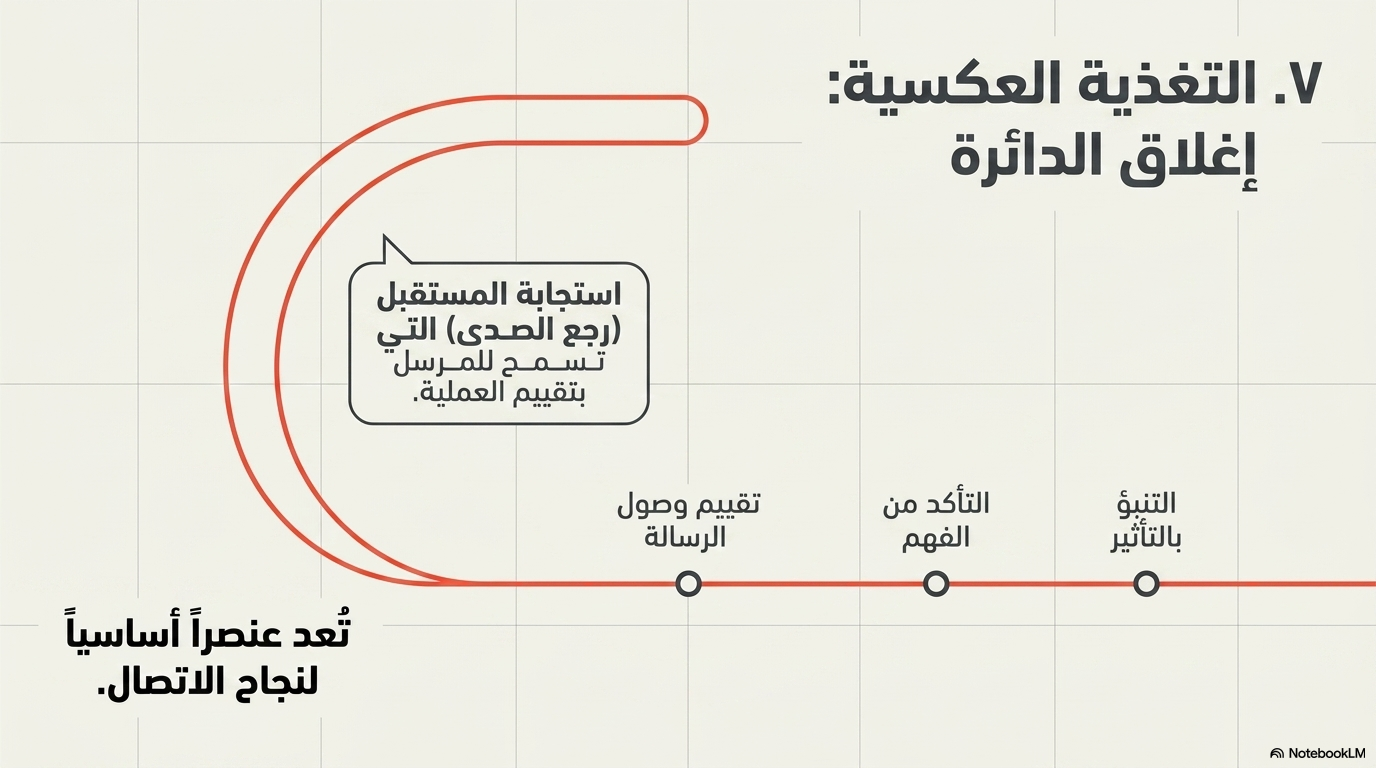 ٧. التغذية العكسية:
إغلاق الدائرة
استجابة المستقبل
(رجع الصدى) التي
تسمح للمرسل
بتقييم العملية.
التنبؤ
بالتأثير
التأكد من
الفهم
تقييم وصول
الرسالة
تُعد عنصراً أساسياً
لنجاح الاتصال.
NotebookLM